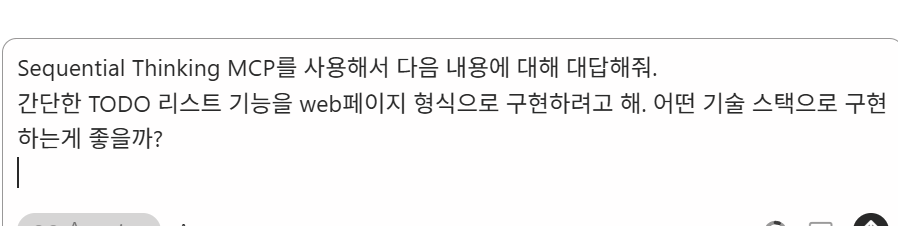 Sequential Thinking MCP를 사용해서 다음 내용에 대해 대답해줘.
간단한 TODO 리스트 기능을 web페이지 형식으로 구현하려고 해. 어떤 기술 스택으로 구현
하는게 좋을까?